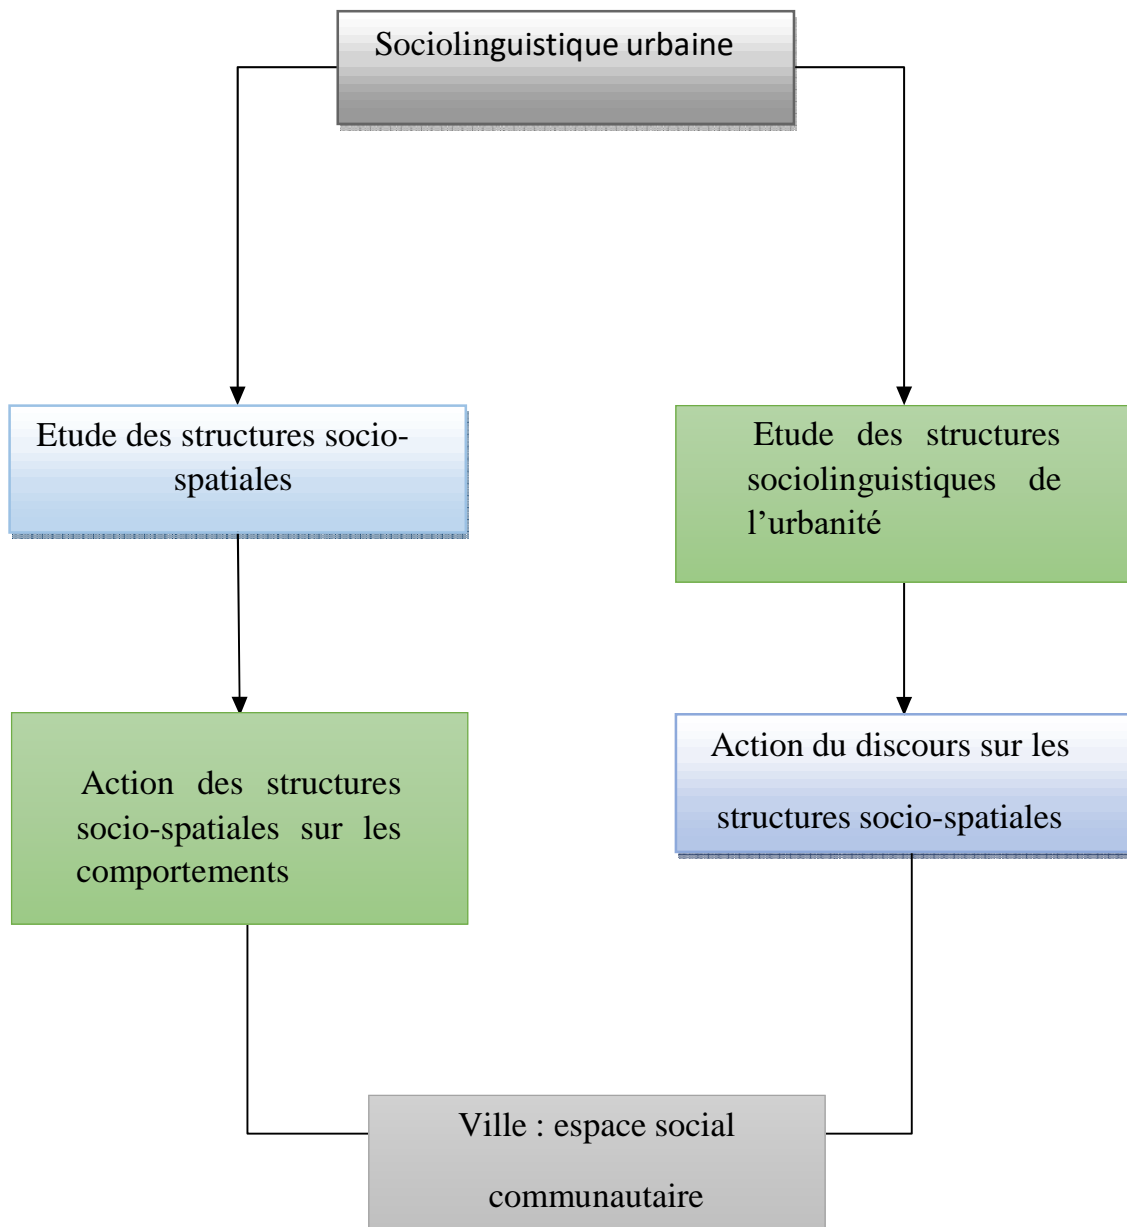 Sociolinguistique urbaine
Etude des structures socio-
spatiales
Etude des structures
sociolinguistiques de
l’urbanité
Action des structures
socio-spatiales sur les
comportements
Action du discours sur les
structures socio-spatiales
Ville : espace social
communautaire